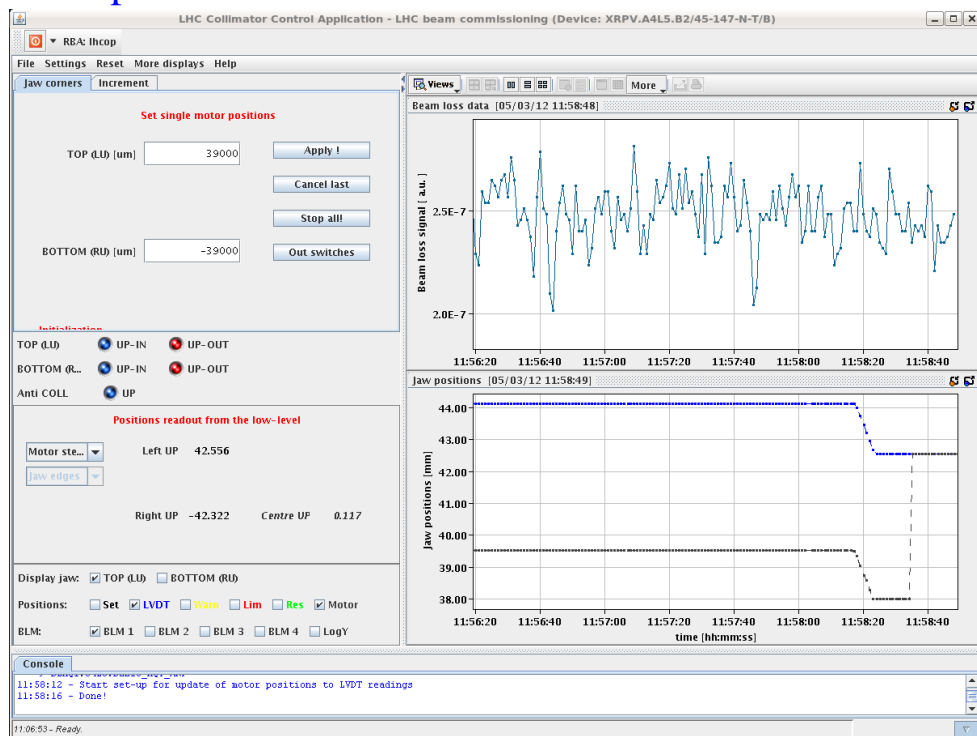 LHC Collimator Control Application - LHC beam commissioning (Device: XRPV.A4L5.B2/45-147-N-T/B)
RBA: lhcop
File Settings Reset More displays Help
Jaw corners Increment
Set single motor positions
TOP (LU) [um] 39000 Apply !
Cancel last
Stop all!
BOTTOM (RU) [um] -39000 Out switches
Initialization
TOP (LU) UP-IN UP-OUT
BOTTOM (R... UP-IN UP-OUT
Anti COLL UP
Positions readout from the low-level
Motor ste... Left UP 42.556
Jaw edges
Right UP -42.322 Centre UP 0.117
Display jaw: TOP (LU) BOTTOM (RU)
Positions: Set LVDT Warn Lim Res Motor
BLM: BLM 1 BLM 2 BLM 3 BLM 4 LogY
Views More
Beam loss data [05/03/12 11:58:48]
Beam loss signal [ a.u. ]
2.5E-7
2.0E-7
11:56:20 11:56:40 11:57:00 11:57:20 11:57:40 11:58:00 11:58:20 11:58:40
Jaw positions [05/03/12 11:58:49]
Jaw positions [mm]
44.00
43.00
42.00
41.00
40.00
39.00
38.00
11:56:20 11:56:40 11:57:00 11:57:20 11:57:40 11:58:00 11:58:20 11:58:40
time [hh:mm:ss]
Console
11:58:12 - Start set-up for update of motor positions to LVDT readings
11:58:16 - Done!
11:06:53 - Ready.